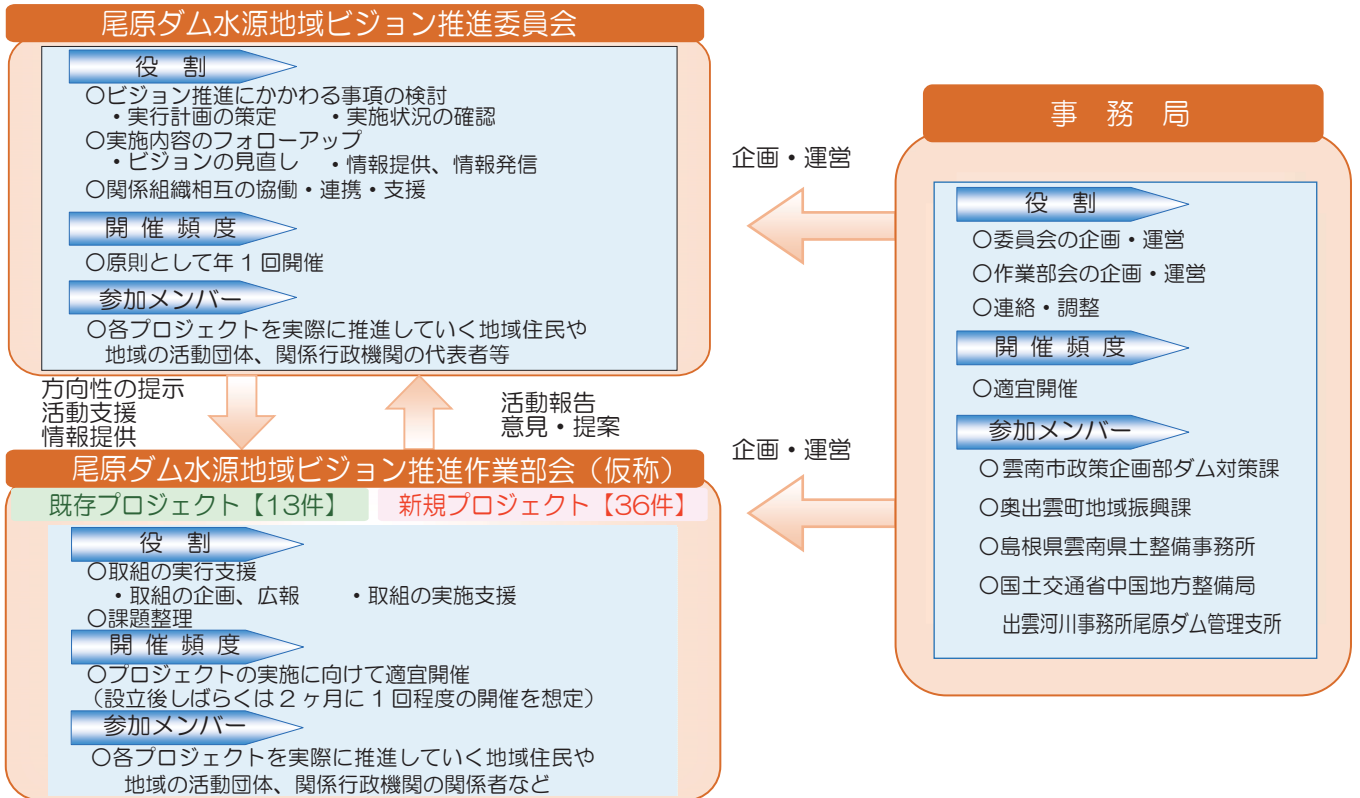 尾原ダム水源地域ビジョン推進委員会
役 割
○ビジョン推進にかかわる事項の検討
・実行計画の策定 ・実施状況の確認
○実施内容のフォローアップ
・ビジョンの見直し ・情報提供、情報発信
○関係組織相互の協働・連携・支援
開 催 頻 度
○原則として年1回開催
参加メンバー
○各プロジェクトを実際に推進していく地域住民や
地域の活動団体、関係行政機関の代表者等
方向性の提示
活動支援
情報提供
活動報告
意見・提案
尾原ダム水源地域ビジョン推進作業部会（仮称）
既存プロジェクト【13件】 新規プロジェクト【36件】
役 割
○取組の実行支援
・取組の企画、広報 ・取組の実施支援
○課題整理
開 催 頻 度
○プロジェクトの実施に向けて適宜開催
（設立後しばらくは2ヶ月に1回程度の開催を想定）
参加メンバー
○各プロジェクトを実際に推進していく地域住民や
地域の活動団体、関係行政機関の関係者など
企画・運営
企画・運営
事 務 局
役 割
○委員会の企画・運営
○作業部会の企画・運営
○連絡・調整
開 催 頻 度
○適宜開催
参加メンバー
○雲南市政策企画部ダム対策課
○奥出雲町地域振興課
○島根県雲南県土整備事務所
○国土交通省中国地方整備局
出雲河川事務所尾原ダム管理支所